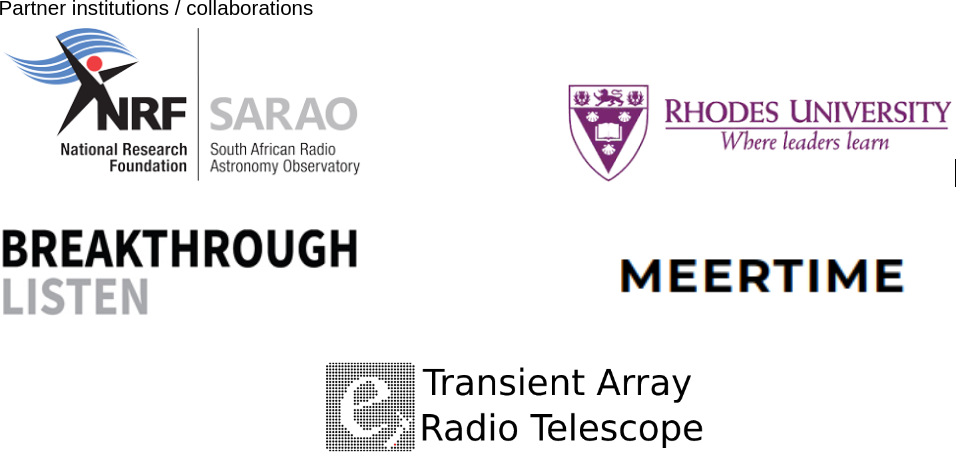 Partner institutions / collaborations
NRF
National Research
Foundation
SARAO
South African Radio
Astronomy Observatory
RHODES UNIVERSITY
Where leaders learn
BREAKTHROUGH
LISTEN
MEERTIME
ex
Transient Array
Radio Telescope